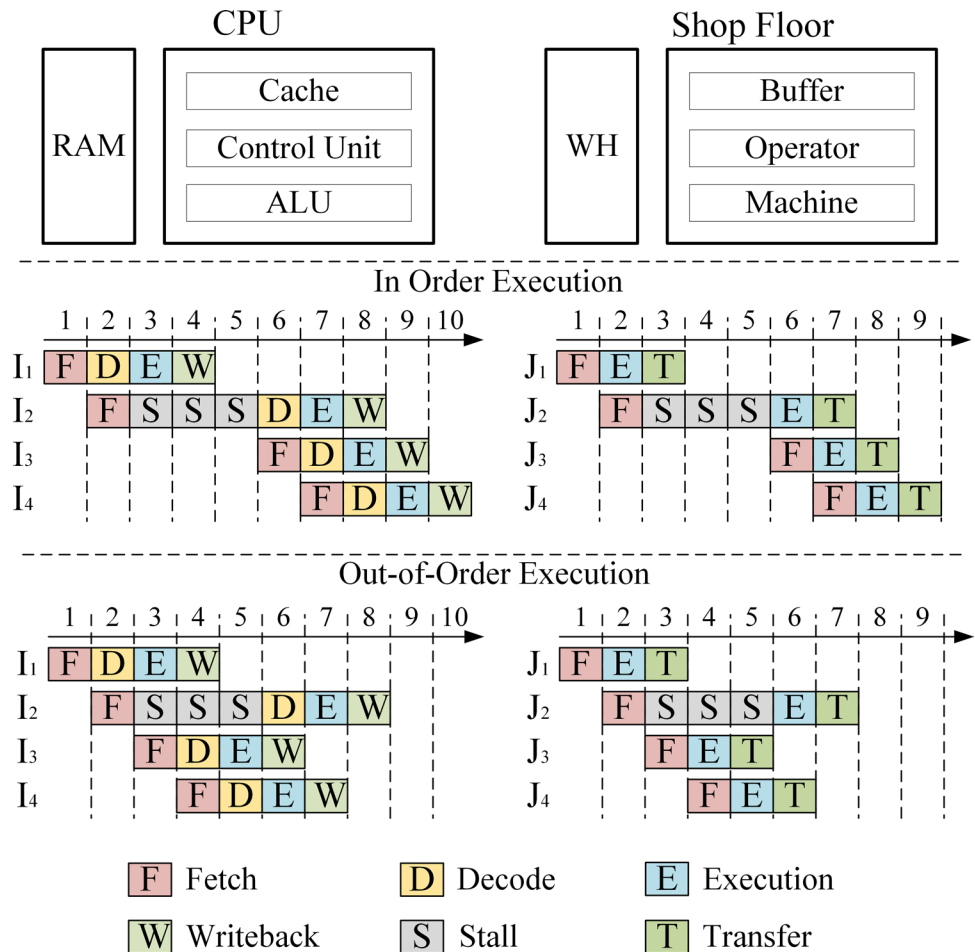 CPU Shop Floor
RAM Cache WH Buffer
Control Unit Operator
ALU Machine
In Order Execution
1 2 3 4 5 6 7 8 9 10 1 2 3 4 5 6 7 8 9
I1 F D E W J1 F E T
I2 F S S S D E W J2 F S S S E T
I3 F D E W J3 F E T
I4 F D E W J4 F E T
Out-of-Order Execution
1 2 3 4 5 6 7 8 9 10 1 2 3 4 5 6 7 8 9
I1 F D E W J1 F E T
I2 F S S S D E W J2 F S S S E T
I3 F D E W J3 F E T
I4 F D E W J4 F E T
F Fetch D Decode E Execution
W Writeback S Stall T Transfer